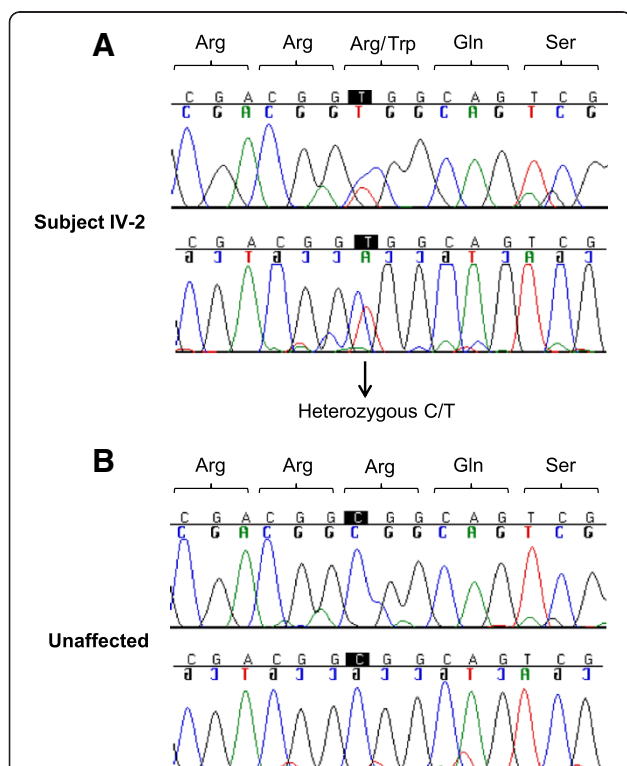 A
Arg Arg Arg/Trp Gln Ser
C G A C G G T G G C A G T C G
C G A C G G T G G C A G T C G
Subject IV-2
C G A C G G T G G C A G T C G
G C T G C C A C C G T C A G C
Heterozygous C/T
B
Arg Arg Arg Gln Ser
C G A C G G C G G C A G T C G
C G A C G G C G G C A G T C G
Unaffected
C G A C G G C G G C A G T C G
G C T G C C G C C G T C A G C